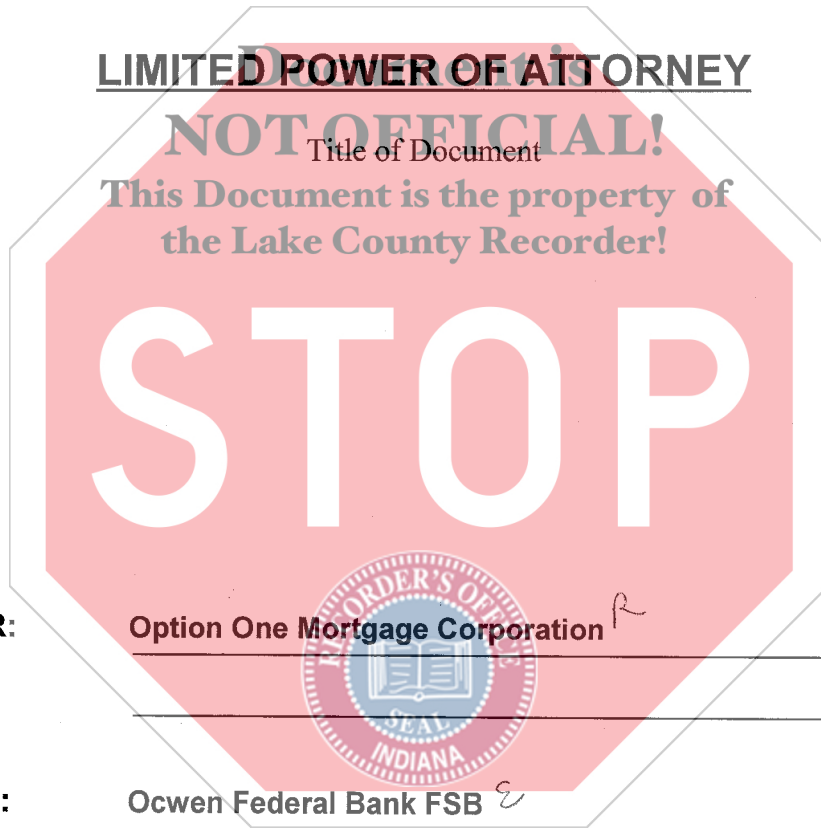 LIMITED POWER OF ATTORNEY
Document is
NOT OFFICIAL!
Title of Document
This Document is the property of
the Lake County Recorder!
STOP
R: Option One Mortgage Corporation R
RECORDER'S OFFICE
SEAL
INDIANA
: Ocwen Federal Bank FSB E